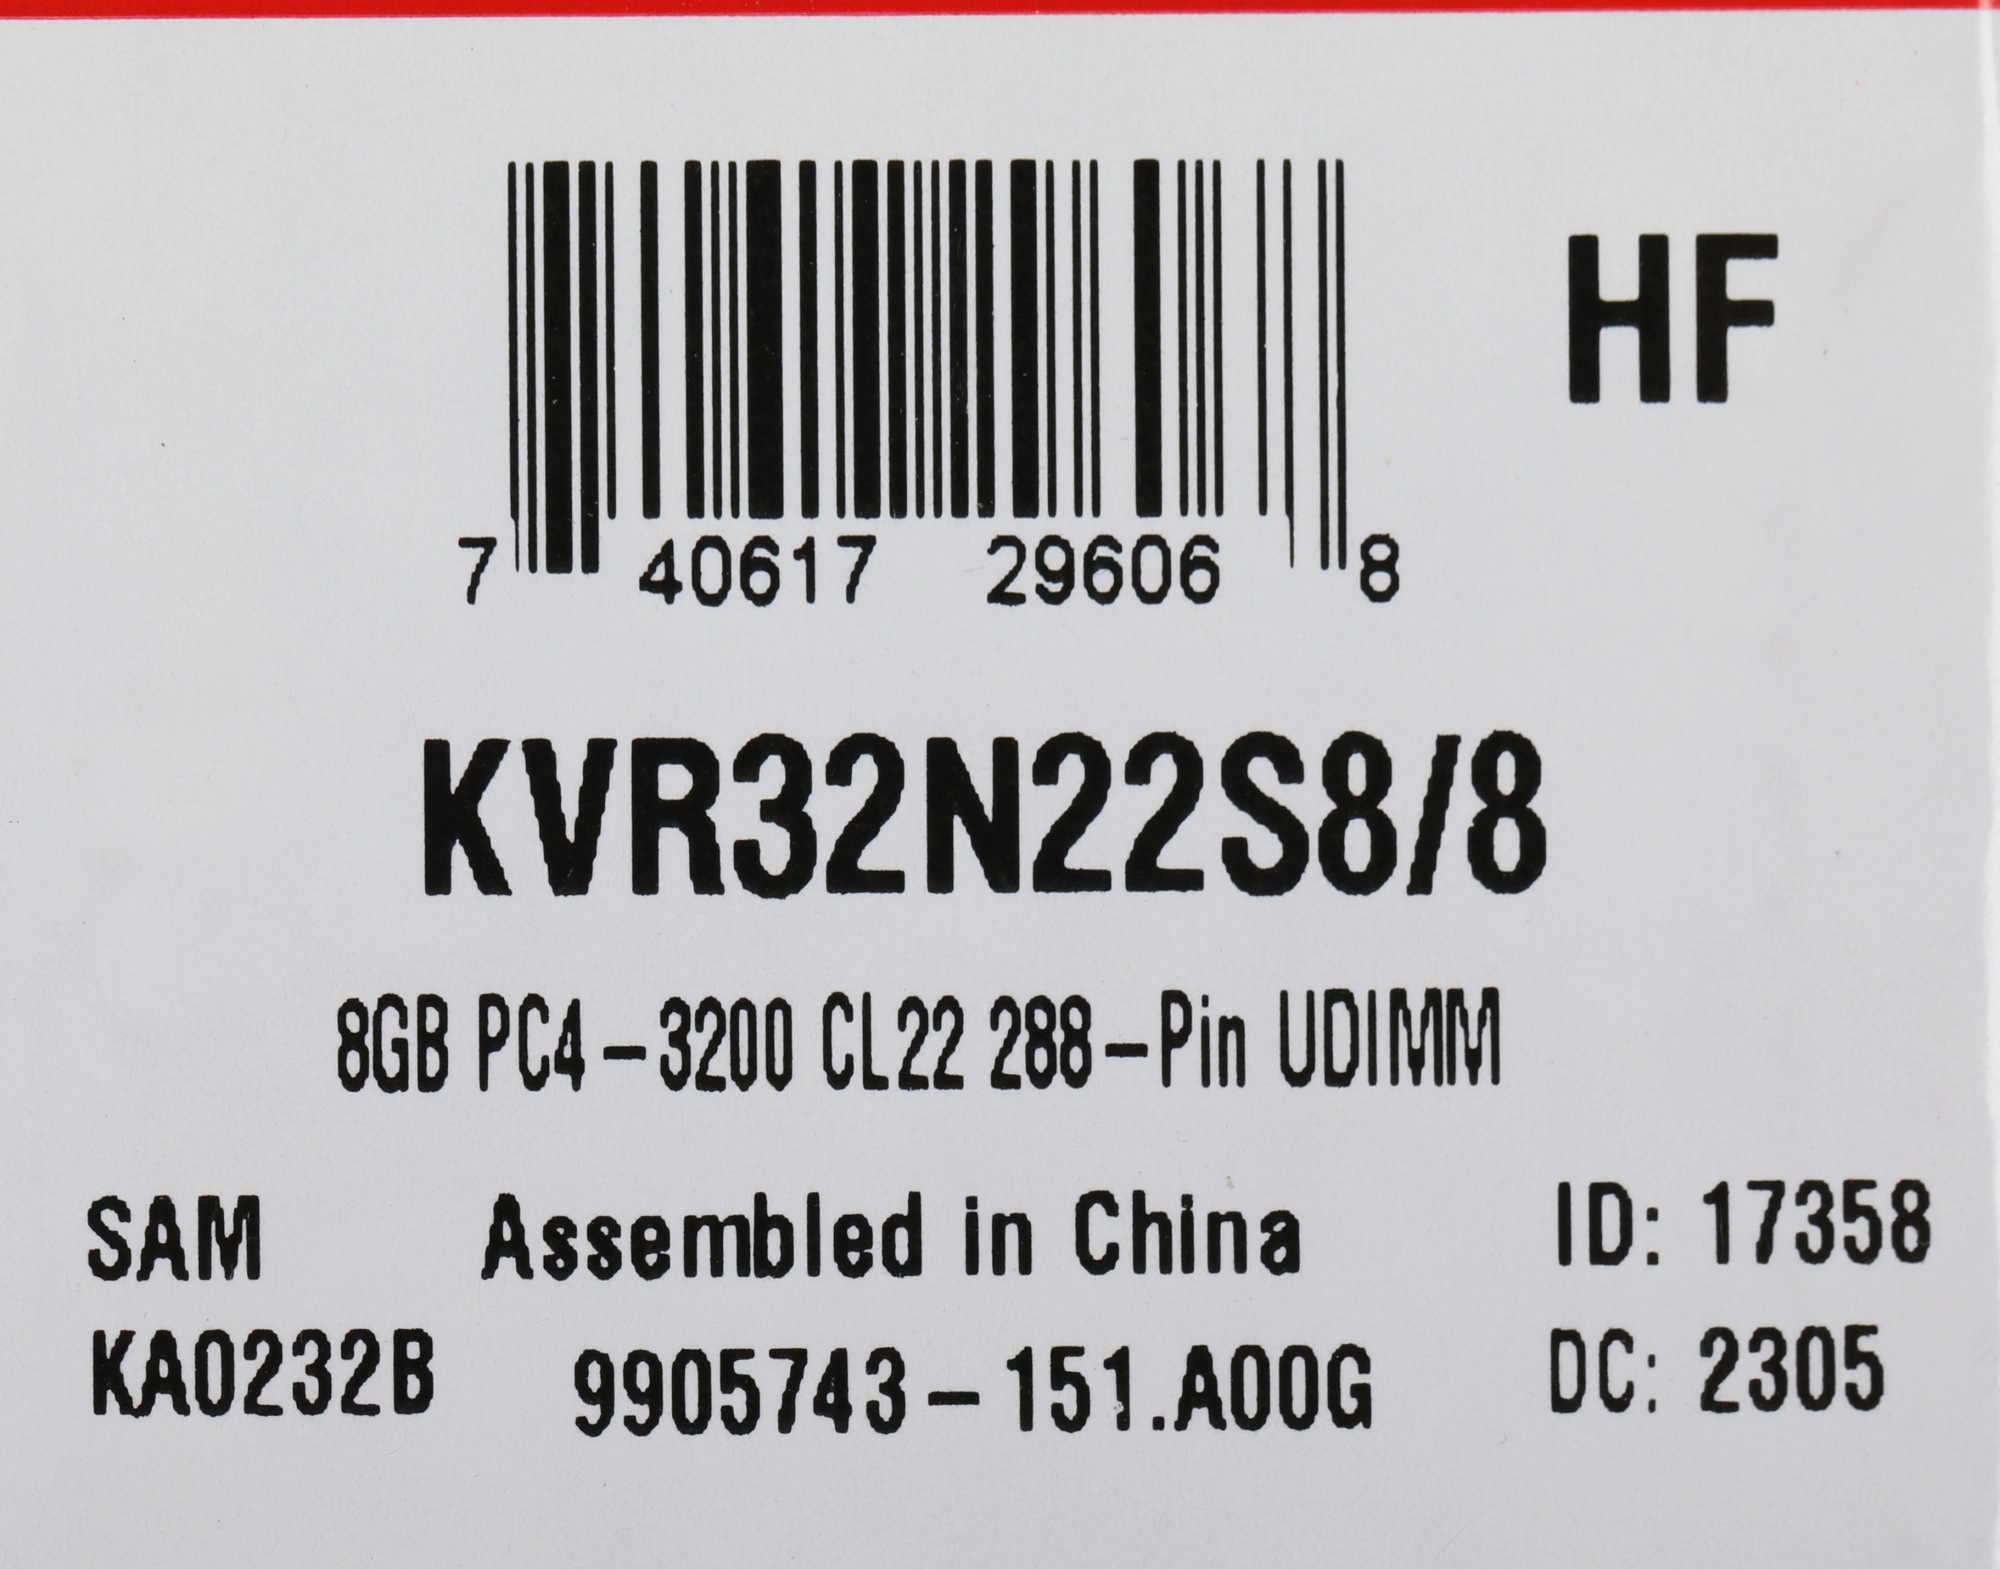 HF
7 40617 29606 8
KVR32N22S8/8
8GB PC4-3200 CL22 288-Pin UDIMM
SAM Assembled in China ID: 17358
KA0232B 9905743-151.A00G DC: 2305